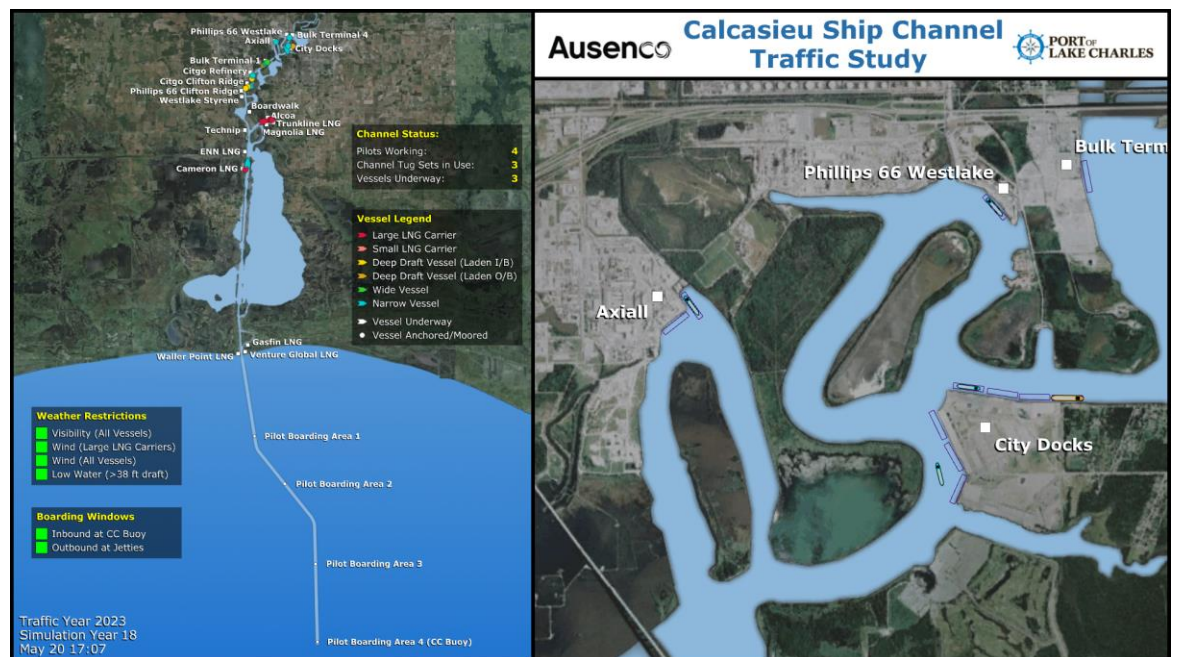 Phillips 66 Westlake
Bulk Terminal 4
Axiall
City Docks
Bulk Terminal 1
Citgo Refinery
Citgo Clifton Ridge
Phillips 66 Clifton Ridge
Westlake Styrene
Boardwalk
Alcoa
Trunkline LNG
Magnolia LNG
Technip
ENN LNG
Cameron LNG
Channel Status:
Pilots Working: 4
Channel Tug Sets in Use: 3
Vessels Underway: 3
Vessel Legend
Large LNG Carrier
Small LNG Carrier
Deep Draft Vessel (Laden I/B)
Deep Draft Vessel (Laden O/B)
Wide Vessel
Narrow Vessel
Vessel Underway
Vessel Anchored/Moored
Gasfin LNG
Waller Point LNG
Venture Global LNG
Weather Restrictions
Visibility (All Vessels)
Wind (Large LNG Carriers)
Wind (All Vessels)
Low Water (>38 ft draft)
Boarding Windows
Inbound at CC Buoy
Outbound at Jetties
Pilot Boarding Area 1
Pilot Boarding Area 2
Pilot Boarding Area 3
Pilot Boarding Area 4 (CC Buoy)
Traffic Year 2023
Simulation Year 18
May 20 17:07
Ausenco
Calcasieu Ship Channel
Traffic Study
PORT OF
LAKE CHARLES
Bulk Term
Phillips 66 Westlake
Axiall
City Docks